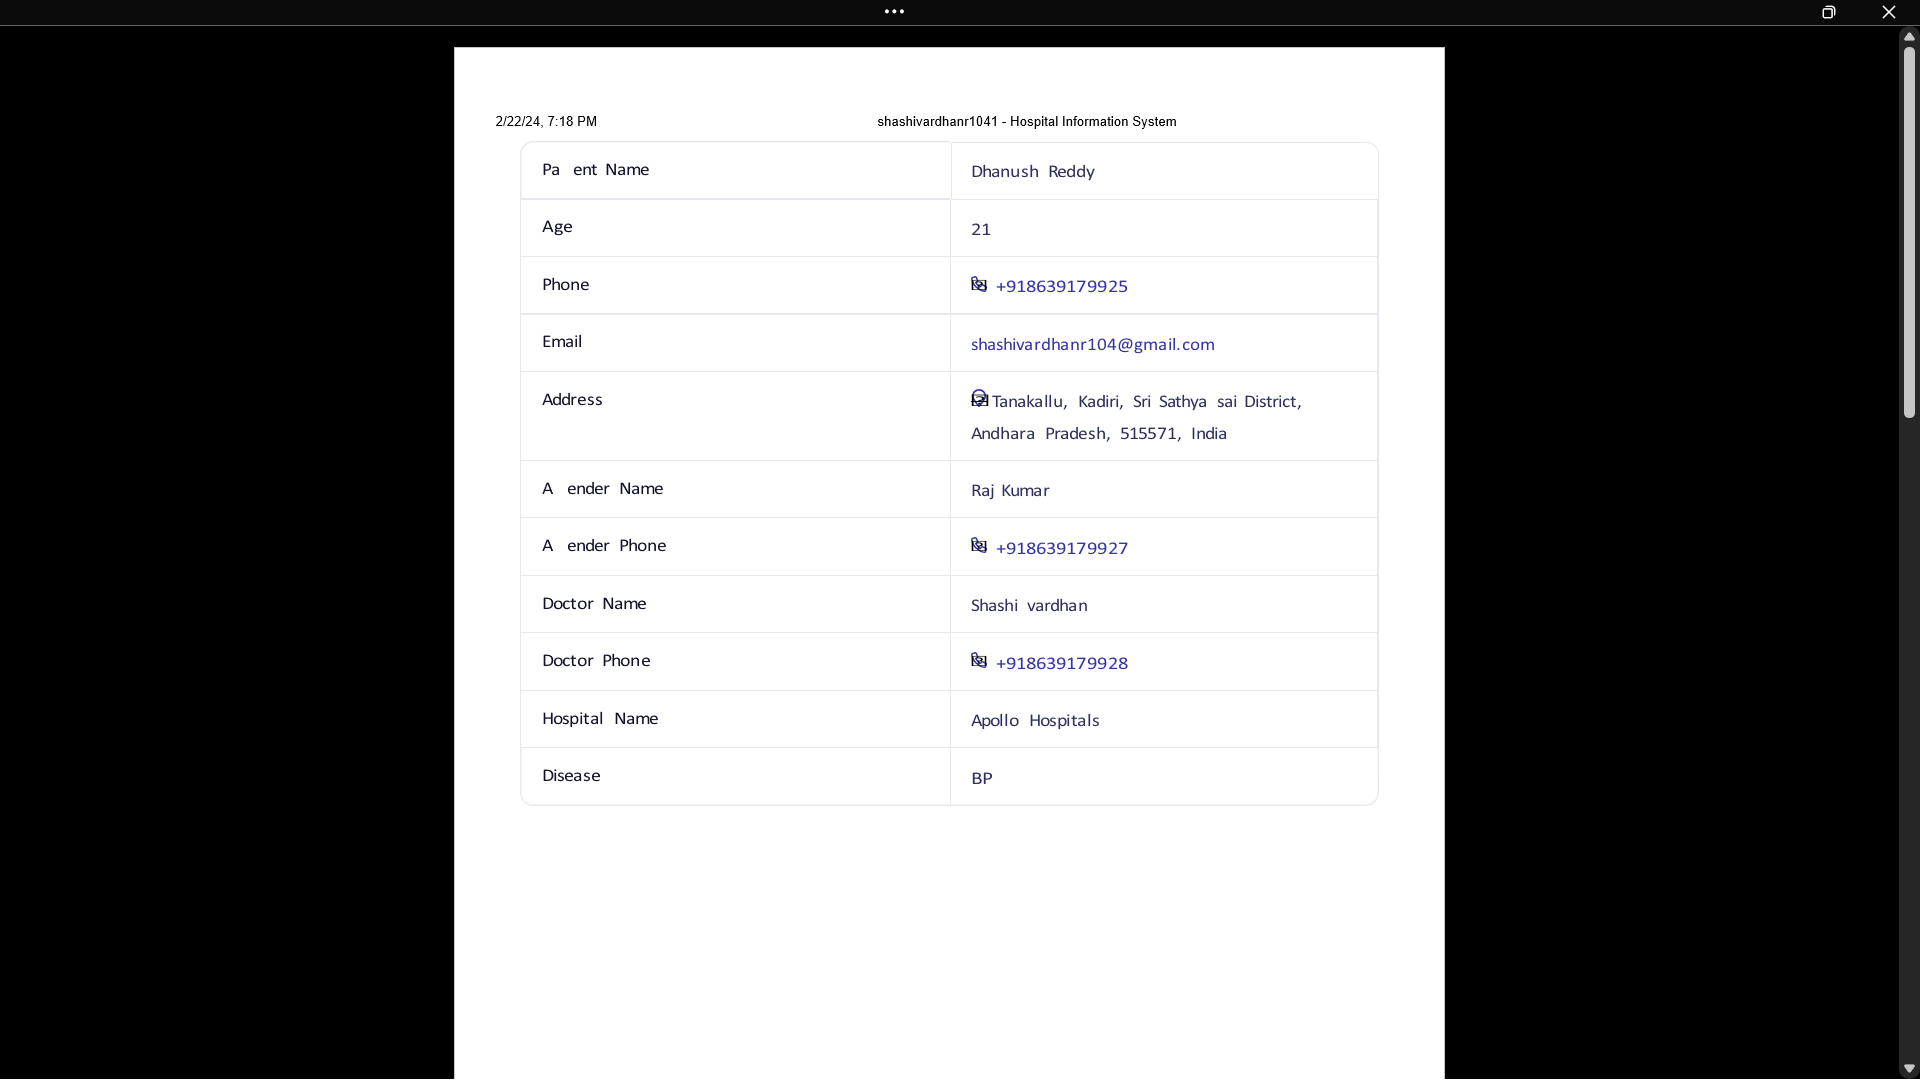 2/22/24, 7:18 PM shashivardhanr1041 - Hospital Information System
Pa ent Name Dhanush Reddy
Age 21
Phone +918639179925
Email shashivardhanr104@gmail.com
Address Tanakallu, Kadiri, Sri Sathya sai District,
Andhara Pradesh, 515571, India
A ender Name Raj Kumar
A ender Phone +918639179927
Doctor Name Shashi vardhan
Doctor Phone +918639179928
Hospital Name Apollo Hospitals
Disease BP